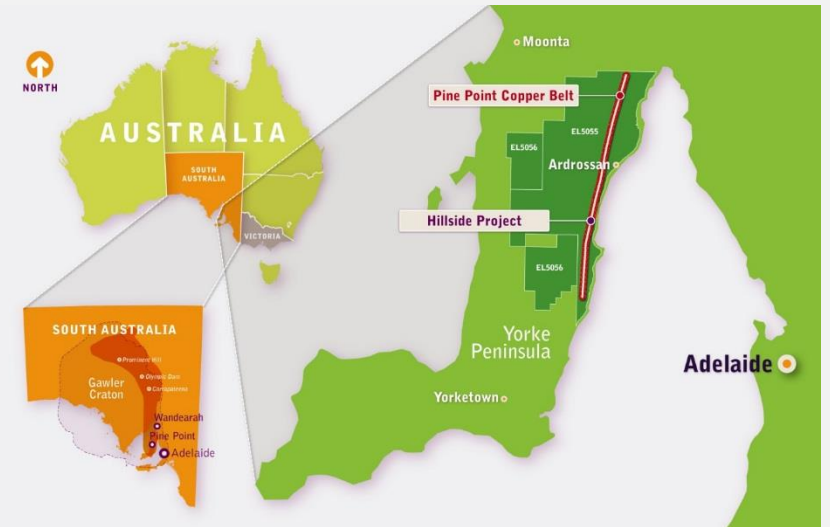 NORTH
AUSTRALIA
SOUTH
AUSTRALIA
VICTORIA
SOUTH AUSTRALIA
Prominent Hill
Olympic Dam
Carrapateena
Gawler
Craton
Wandearah
Pine Point
Adelaide
Moonta
Pine Point Copper Belt
EL5055
EL5056
Ardrossan
Hillside Project
EL5056
Yorke
Peninsula
Yorketown
Adelaide